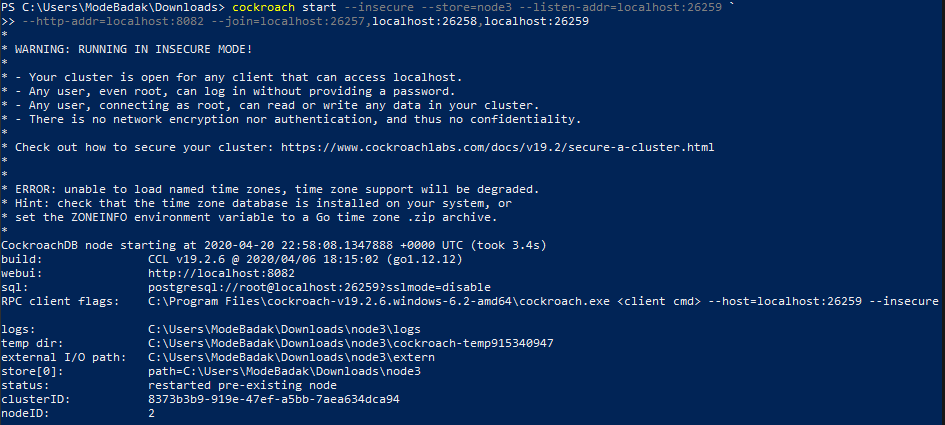 PS C:\Users\ModeBadak\Downloads> cockroach start --insecure --store=node3 --listen-addr=localhost:26259 `
>> --http-addr=localhost:8082 --join=localhost:26257,localhost:26258,localhost:26259
*
* WARNING: RUNNING IN INSECURE MODE!
*
* - Your cluster is open for any client that can access localhost.
* - Any user, even root, can log in without providing a password.
* - Any user, connecting as root, can read or write any data in your cluster.
* - There is no network encryption nor authentication, and thus no confidentiality.
*
* Check out how to secure your cluster: https://www.cockroachlabs.com/docs/v19.2/secure-a-cluster.html
*
*
* ERROR: unable to load named time zones, time zone support will be degraded.
* Hint: check that the time zone database is installed on your system, or
* set the ZONEINFO environment variable to a Go time zone .zip archive.
*
CockroachDB node starting at 2020-04-20 22:58:08.1347888 +0000 UTC (took 3.4s)
build:               CCL v19.2.6 @ 2020/04/06 18:15:02 (go1.12.12)
webui:               http://localhost:8082
sql:                 postgresql://root@localhost:26259?sslmode=disable
RPC client flags:    C:\Program Files\cockroach-v19.2.6.windows-6.2-amd64\cockroach.exe <client cmd> --host=localhost:26259 --insecure
logs:                C:\Users\ModeBadak\Downloads\node3\logs
temp dir:            C:\Users\ModeBadak\Downloads\node3\cockroach-temp915340947
external I/O path:   C:\Users\ModeBadak\Downloads\node3\extern
store[0]:            path=C:\Users\ModeBadak\Downloads\node3
status:              restarted pre-existing node
clusterID:           8373b3b9-919e-47ef-a5bb-7aea634dca94
nodeID:              2